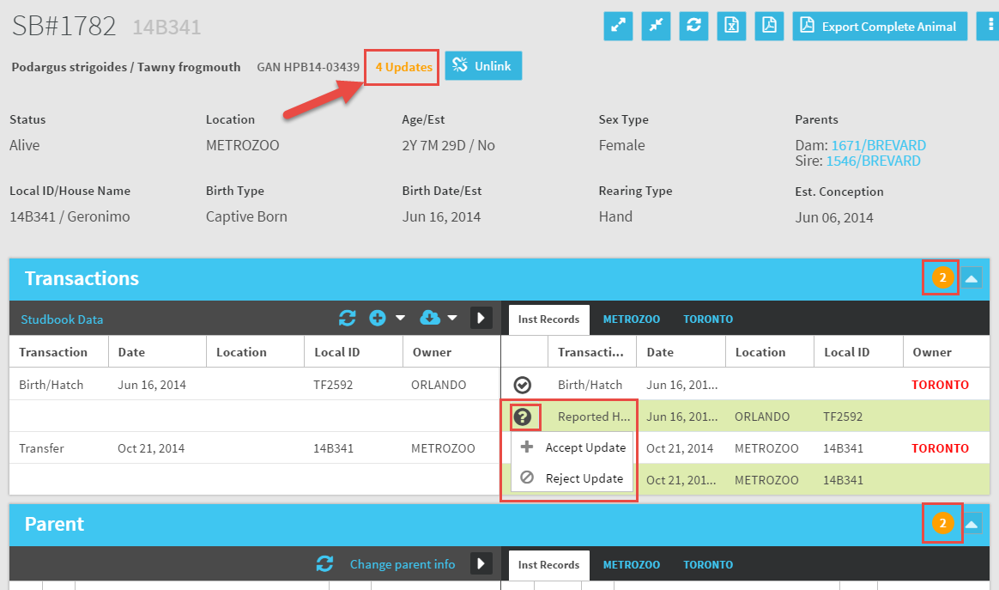 SB#1782 14B341
Export Complete Animal
Podargus strigoides / Tawny frogmouth GAN HPB14-03439 4 Updates Unlink
Status Location Age/Est Sex Type Parents
Alive METROZOO 2Y 7M 29D / No Female Dam: 1671/BREVARD
Sire: 1546/BREVARD
Local ID/House Name Birth Type Birth Date/Est Rearing Type Est. Conception
14B341 / Geronimo Captive Born Jun 16, 2014 Hand Jun 06, 2014
Transactions 2
Studbook Data Inst Records METROZOO TORONTO
Transaction Date Location Local ID Owner Transacti... Date Location Local ID Owner
Birth/Hatch Jun 16, 2014 TF2592 ORLANDO Birth/Hatch Jun 16, 201... TORONTO
? Reported H... Jun 16, 201... ORLANDO TF2592
Transfer Oct 21, 2014 14B341 METROZOO Accept Update Oct 21, 2014 METROZOO 14B341 TORONTO
Reject Update Oct 21, 201... METROZOO 14B341
Parent 2
Change parent info Inst Records METROZOO TORONTO